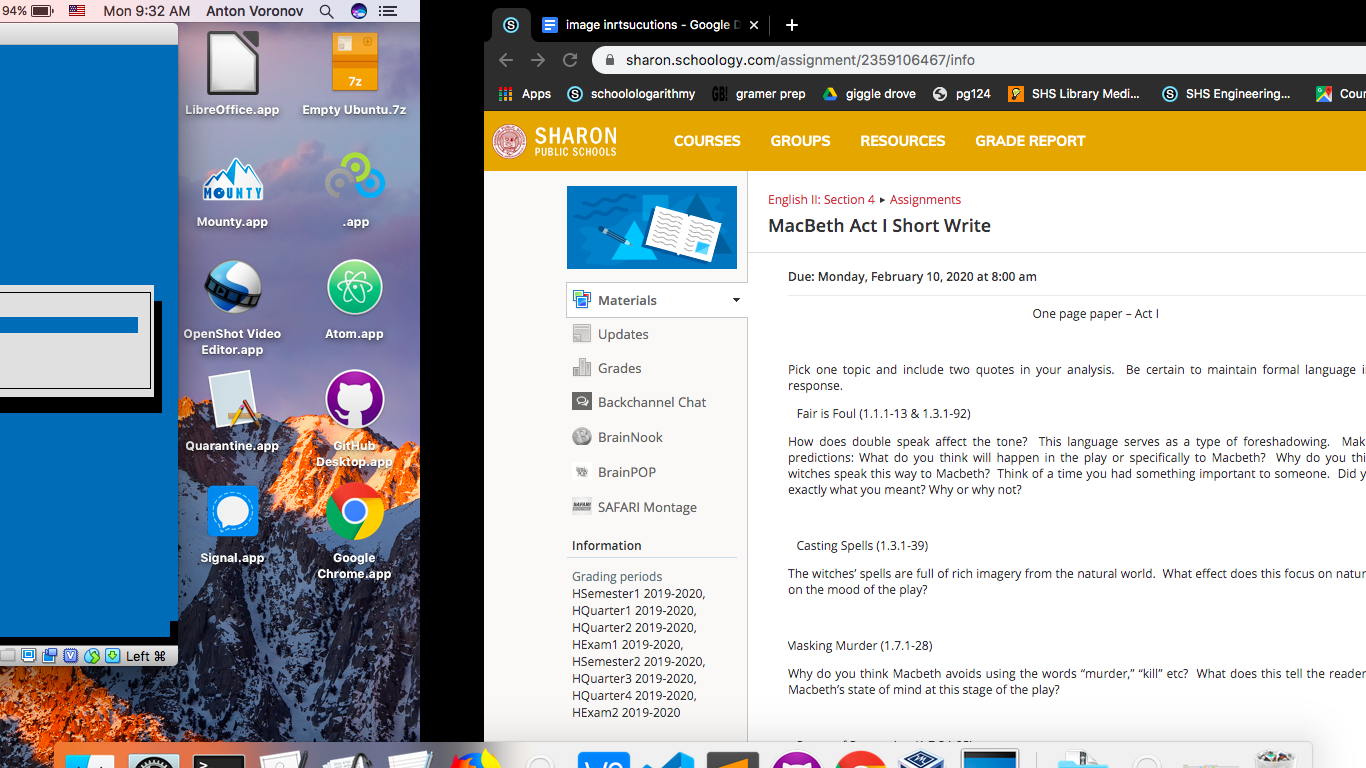 94% Mon 9:32 AM Anton Voronov
LibreOffice.app
7z
Empty Ubuntu.7z
MOUNTY
Mounty.app
.app
OpenShot Video
Editor.app
Atom.app
Quarantine.app
GitHub
Desktop.app
Signal.app
Google
Chrome.app
Left ⌘
S
image inrtsucutions - Google D
sharon.schoology.com/assignment/2359106467/info
Apps
S schoolologarithmy
GB! gramer prep
giggle drove
pg124
SHS Library Medi...
S SHS Engineering...
Cour
SHARON
PUBLIC SCHOOLS
COURSES GROUPS RESOURCES GRADE REPORT
Materials
Updates
Grades
Backchannel Chat
BrainNook
BrainPOP
SAFARI Montage
Information
Grading periods
HSemester1 2019-2020,
HQuarter1 2019-2020,
HQuarter2 2019-2020,
HExam1 2019-2020,
HSemester2 2019-2020,
HQuarter3 2019-2020,
HQuarter4 2019-2020,
HExam2 2019-2020
English II: Section 4 ▸ Assignments
MacBeth Act I Short Write
Due: Monday, February 10, 2020 at 8:00 am
One page paper – Act I
Pick one topic and include two quotes in your analysis. Be certain to maintain formal language i
response.
Fair is Foul (1.1.1-13 & 1.3.1-92)
How does double speak affect the tone? This language serves as a type of foreshadowing. Mak
predictions: What do you think will happen in the play or specifically to Macbeth? Why do you thi
witches speak this way to Macbeth? Think of a time you had something important to someone. Did y
exactly what you meant? Why or why not?
Casting Spells (1.3.1-39)
The witches’ spells are full of rich imagery from the natural world. What effect does this focus on natur
on the mood of the play?
Masking Murder (1.7.1-28)
Why do you think Macbeth avoids using the words “murder,” “kill” etc? What does this tell the reader
Macbeth’s state of mind at this stage of the play?